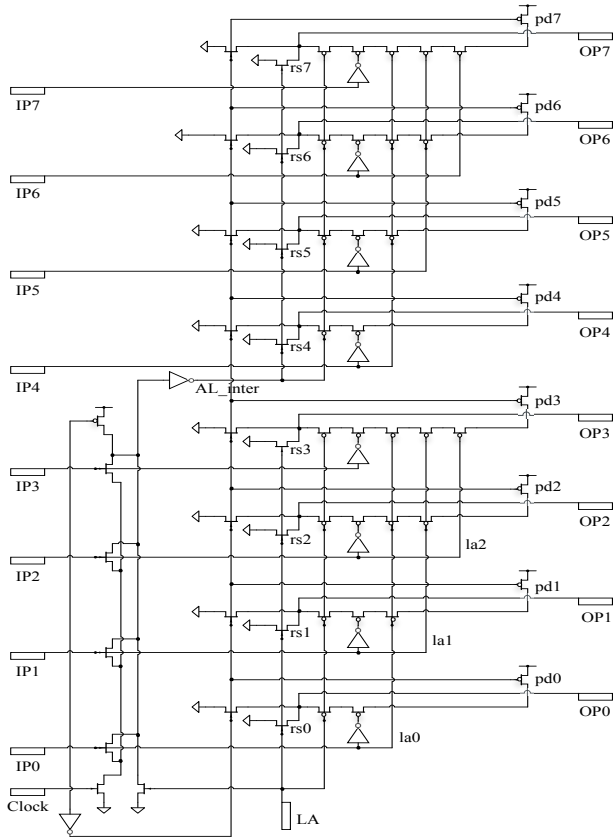 pd7
OP7
rs7
IP7
pd6
OP6
rs6
IP6
pd5
OP5
rs5
IP5
pd4
OP4
rs4
IP4
AL_inter
pd3
OP3
rs3
IP3
pd2
OP2
rs2
la2
IP2
pd1
OP1
rs1
la1
IP1
pd0
OP0
rs0
la0
IP0
Clock
LA